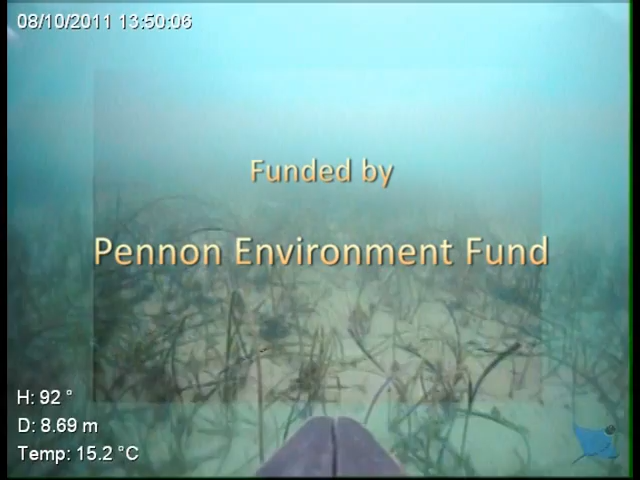 08/10/2011 13:50:06
Funded by
Pennon Environment Fund
H: 92 °
D: 8.69 m
Temp: 15.2 °C